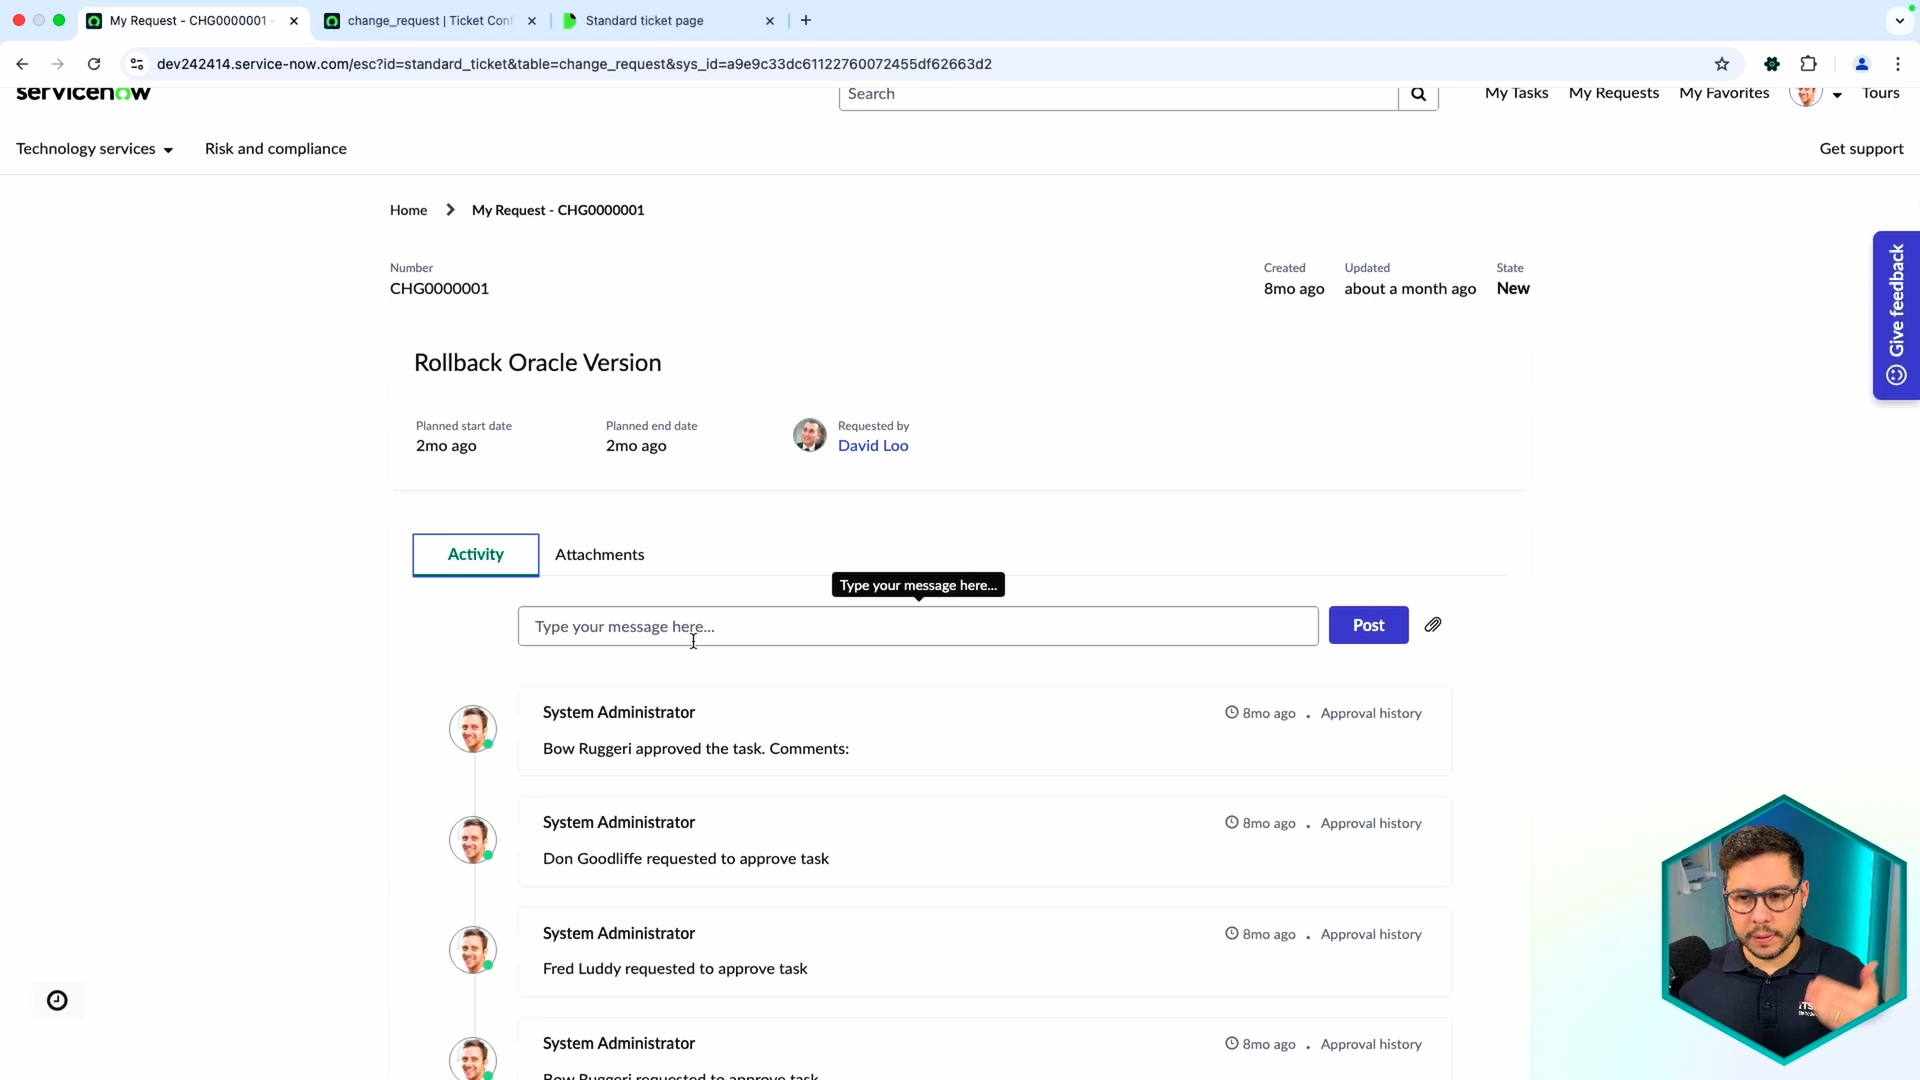 My Request - CHG0000001 -
change_request | Ticket Conf
Standard ticket page
dev242414.service-now.com/esc?id=standard_ticket&table=change_request&sys_id=a9e9c33dc61122760072455df62663d2
servicenow
Search
My Tasks
My Requests
My Favorites
Tours
Technology services
Risk and compliance
Get support
Home
My Request - CHG0000001
Number
CHG0000001
Created
8mo ago
Updated
about a month ago
State
New
Give feedback
Rollback Oracle Version
Planned start date
2mo ago
Planned end date
2mo ago
Requested by
David Loo
Activity
Attachments
Type your message here...
Type your message here...
Post
System Administrator
8mo ago . Approval history
Bow Ruggeri approved the task. Comments:
System Administrator
8mo ago . Approval history
Don Goodliffe requested to approve task
System Administrator
8mo ago . Approval history
Fred Luddy requested to approve task
System Administrator
8mo ago . Approval history
Bow Ruggeri requested to approve task